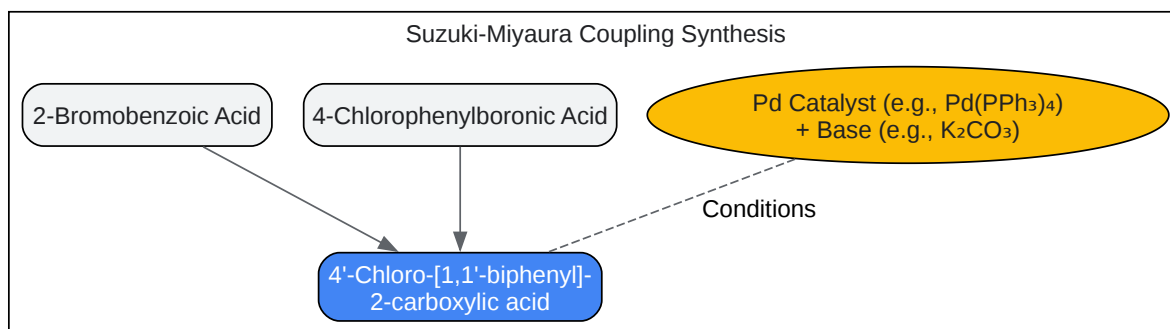 Suzuki-Miyaura Coupling Synthesis
2-Bromobenzoic Acid
4-Chlorophenylboronic Acid
Pd Catalyst (e.g., Pd(PPh₃)₄)
+ Base (e.g., K₂CO₃)
Conditions
4'-Chloro-[1,1'-biphenyl]-
2-carboxylic acid